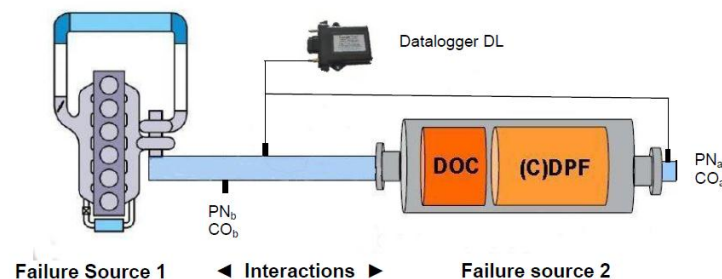 Datalogger DL
DOC
(C)DPF
PNa
COa
PNb
COb
Failure Source 1
◄ Interactions ►
Failure source 2